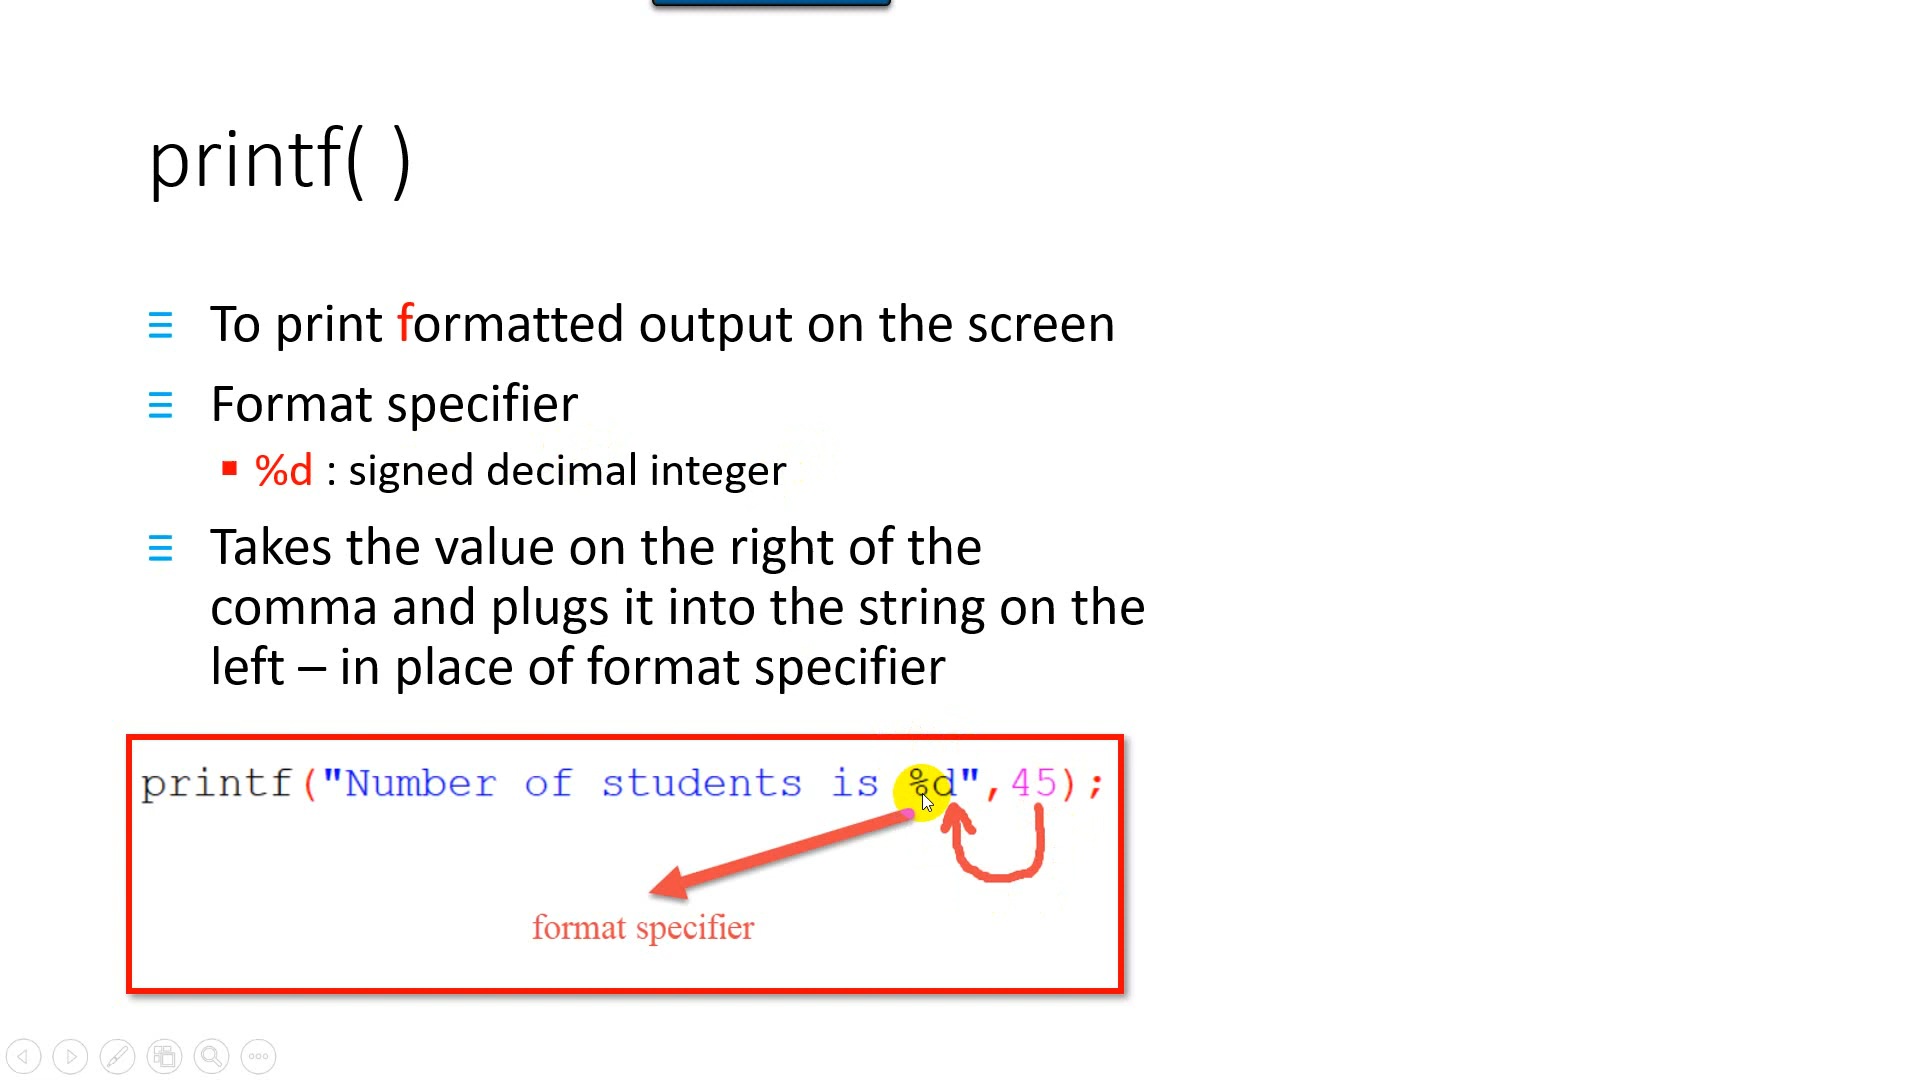 printf( )
To print formatted output on the screen
Format specifier
%d : signed decimal integer
Takes the value on the right of the
comma and plugs it into the string on the
left – in place of format specifier
printf("Number of students is %d",45);
format specifier